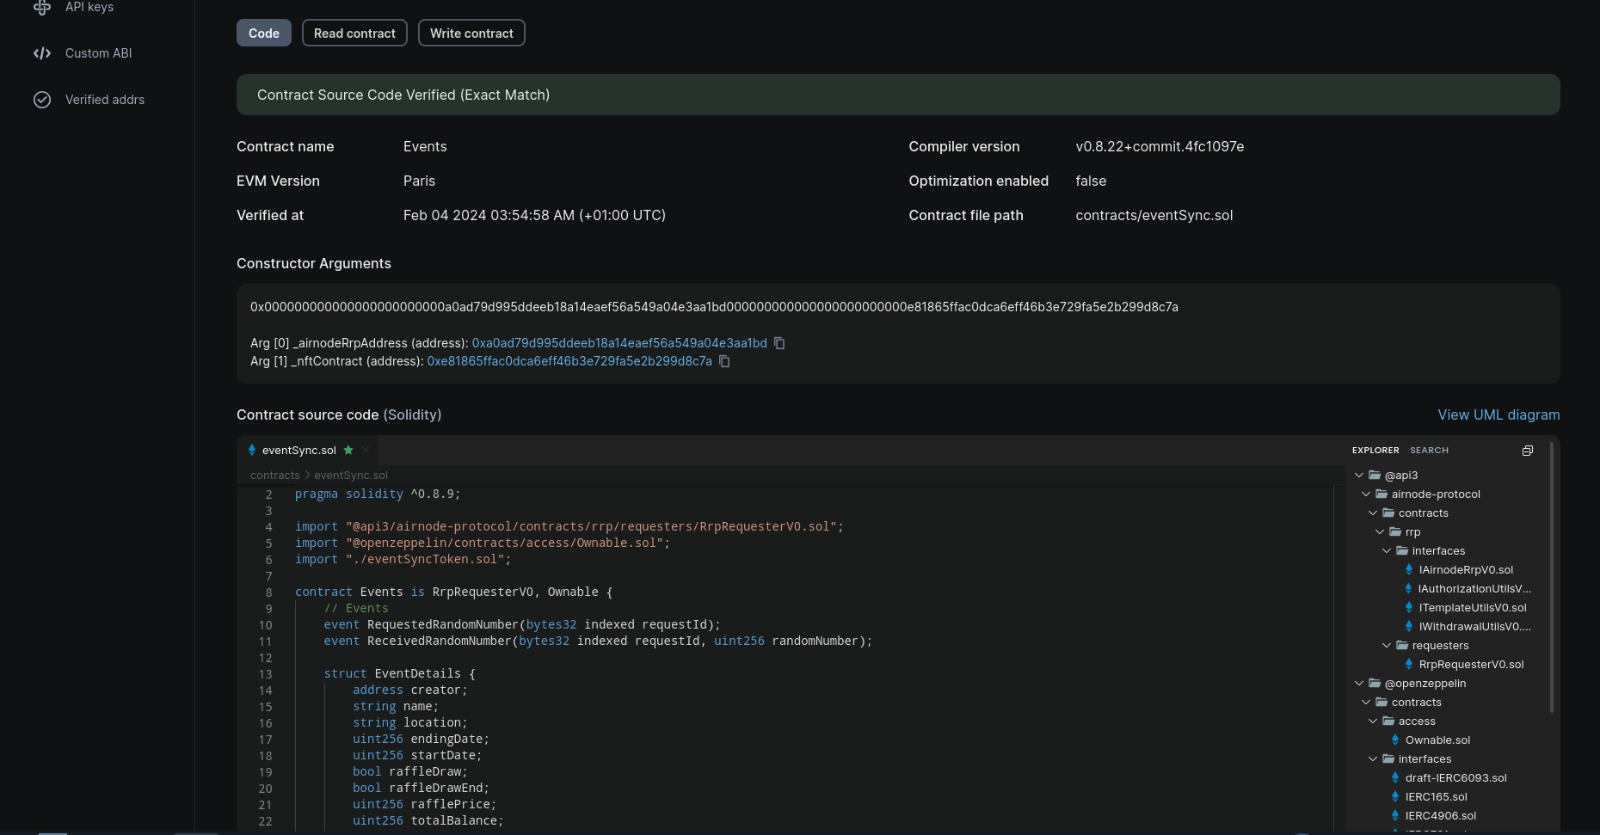 API keys
Custom ABI
Verified addrs
Code Read contract Write contract
Contract Source Code Verified (Exact Match)
Contract name Events Compiler version v0.8.22+commit.4fc1097e
EVM Version Paris Optimization enabled false
Verified at Feb 04 2024 03:54:58 AM (+01:00 UTC) Contract file path contracts/eventSync.sol
Constructor Arguments
0x000000000000000000000000a0ad79d995ddeeb18a14eaef56a549a04e3aa1bd000000000000000000000000e81865ffac0dca6eff46b3e729fa5e2b299d8c7a
Arg [0] _airnodeRrpAddress (address): 0xa0ad79d995ddeeb18a14eaef56a549a04e3aa1bd
Arg [1] _nftContract (address): 0xe81865ffac0dca6eff46b3e729fa5e2b299d8c7a
Contract source code (Solidity) View UML diagram
eventSync.sol
contracts > eventSync.sol
2 pragma solidity ^0.8.9;
3
4 import "@api3/airnode-protocol/contracts/rrp/requesters/RrpRequesterV0.sol";
5 import "@openzeppelin/contracts/access/Ownable.sol";
6 import "./eventSyncToken.sol";
7
8 contract Events is RrpRequesterV0, Ownable {
9 // Events
10 event RequestedRandomNumber(bytes32 indexed requestId);
11 event ReceivedRandomNumber(bytes32 indexed requestId, uint256 randomNumber);
12
13 struct EventDetails {
14 address creator;
15 string name;
16 string location;
17 uint256 endingDate;
18 uint256 startDate;
19 bool raffleDraw;
20 bool raffleDrawEnd;
21 uint256 rafflePrice;
22 uint256 totalBalance;
EXPLORER SEARCH
@api3
airnode-protocol
contracts
rrp
interfaces
IAirnodeRrpV0.sol
IAuthorizationUtilsV...
ITemplateUtilsV0.sol
IWithdrawalUtilsV0....
requesters
RrpRequesterV0.sol
@openzeppelin
contracts
access
Ownable.sol
interfaces
draft-IERC6093.sol
IERC165.sol
IERC4906.sol